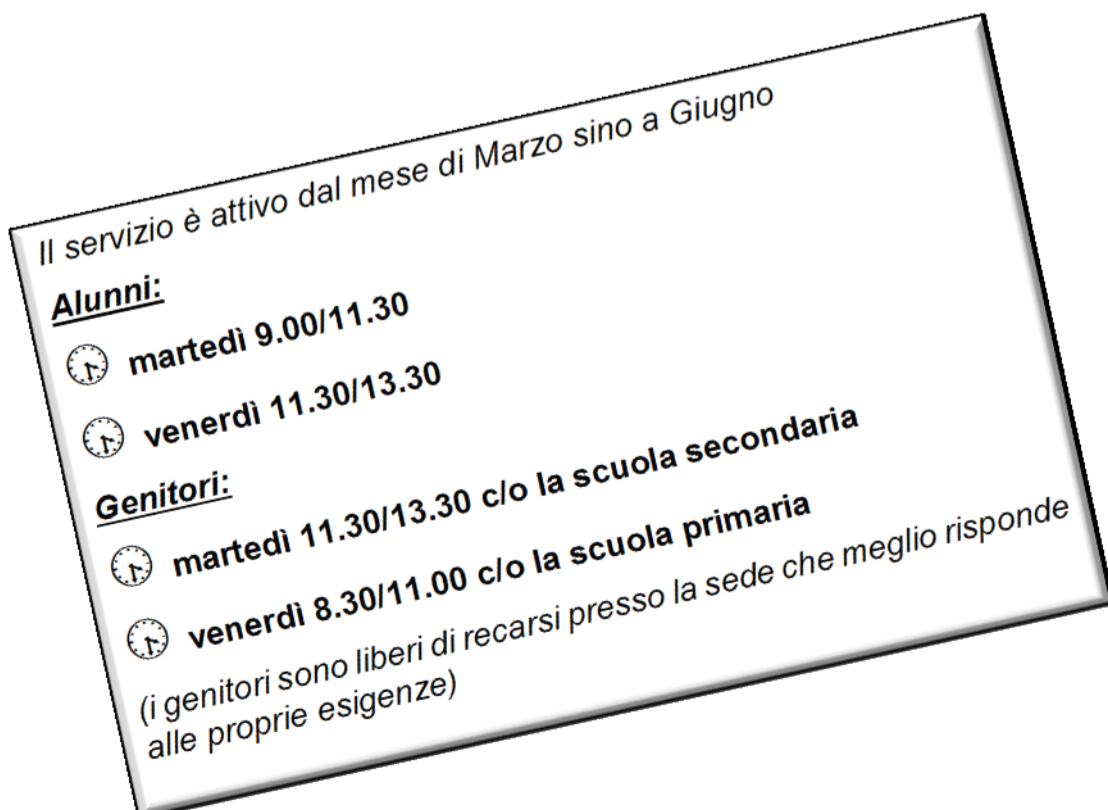 Il servizio è attivo dal mese di Marzo sino a Giugno
Alunni:
martedì 9.00/11.30
venerdì 11.30/13.30
Genitori:
martedì 11.30/13.30 c/o la scuola secondaria
venerdì 8.30/11.00 c/o la scuola primaria
(i genitori sono liberi di recarsi presso la sede che meglio risponde
alle proprie esigenze)